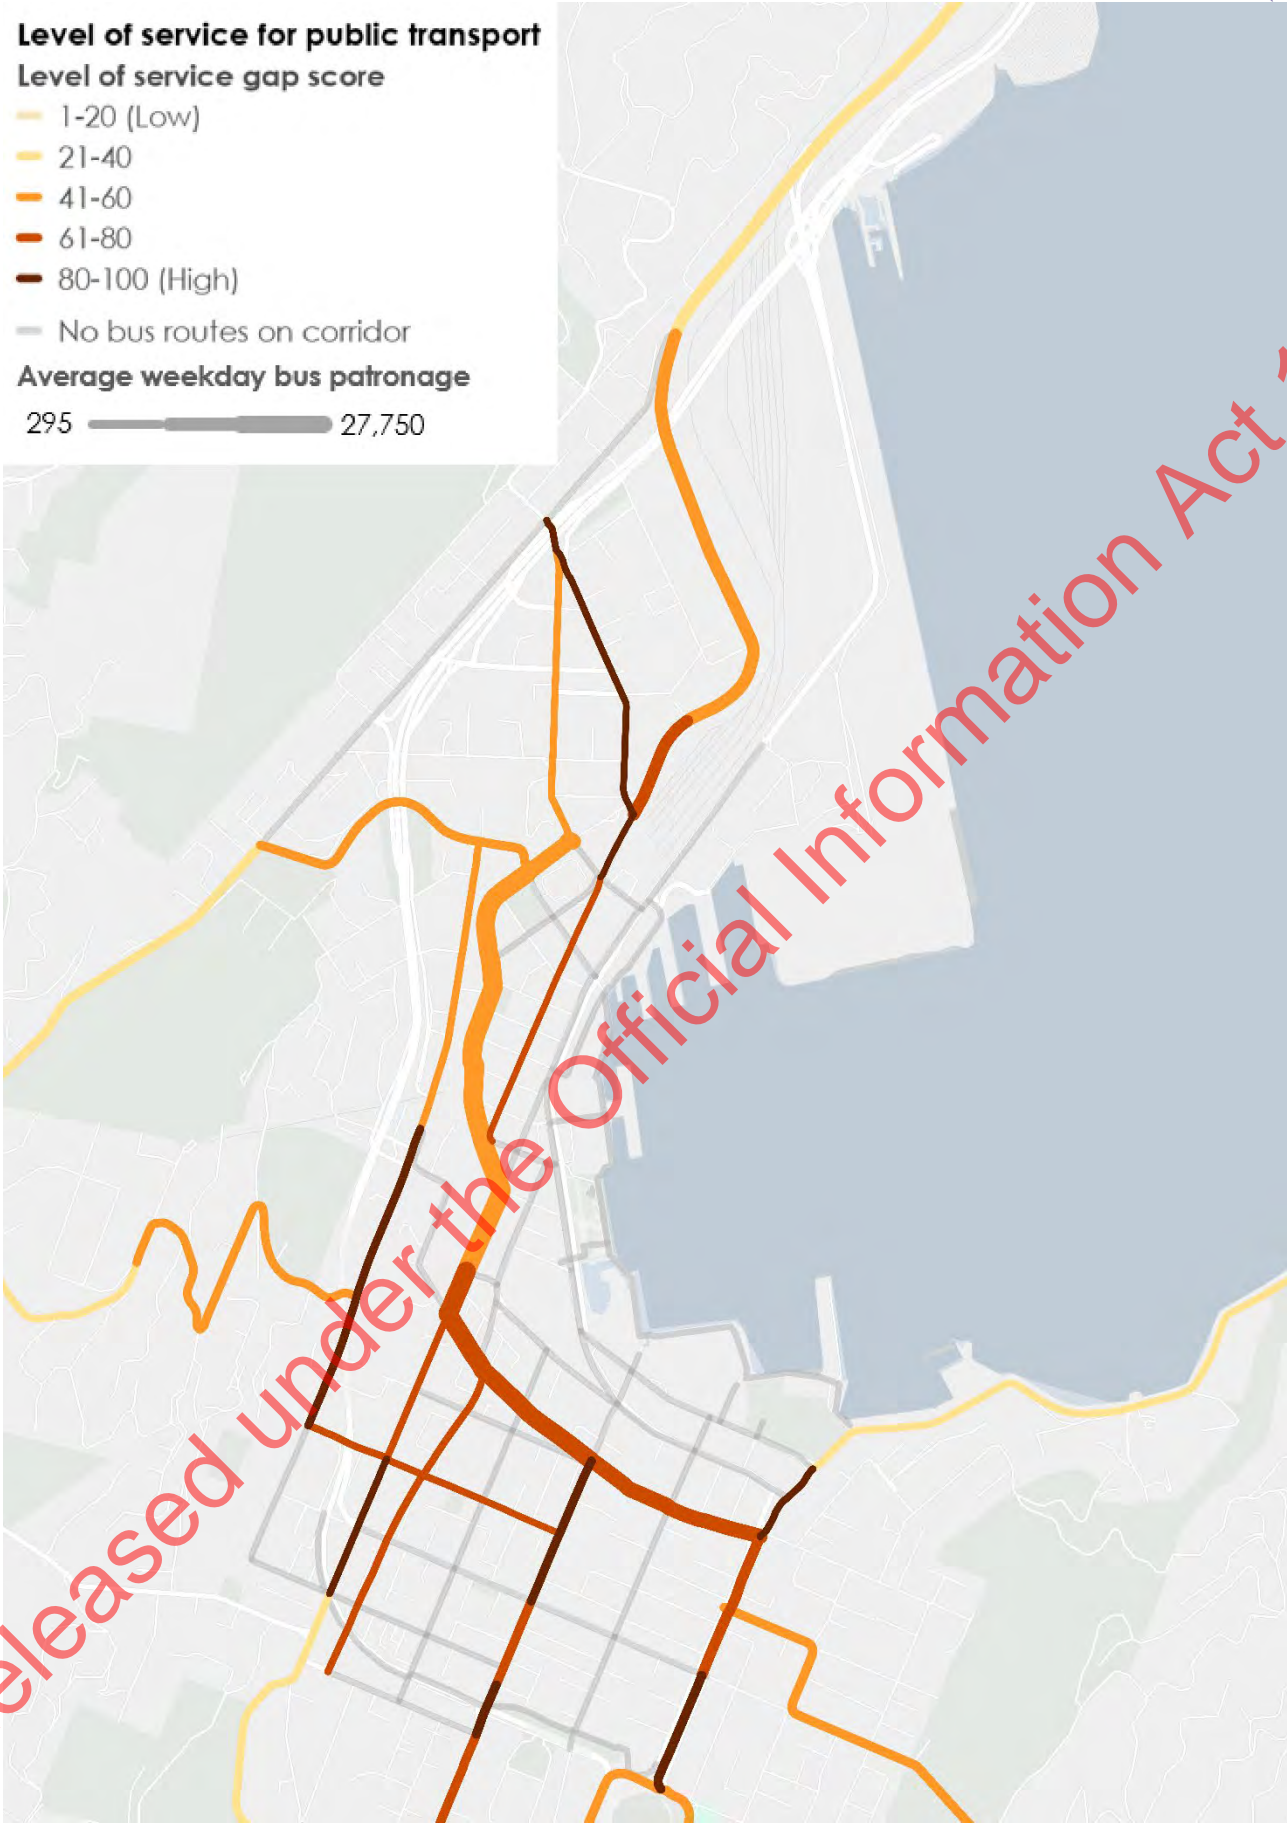 Level of service for public transport
Level of service gap score
1-20 (Low)
21-40
41-60
61-80
80-100 (High)
No bus routes on corridor
Average weekday bus patronage
295 27,750
eleased under the Official Information Act 1